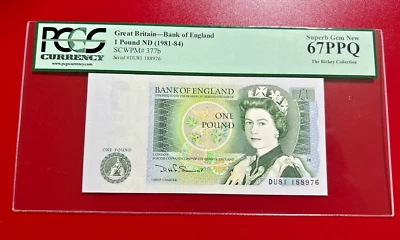 PCGS
CURRENCY
www.pcgscurrency.com
Great Britain—Bank of England
1 Pound ND (1981-84)
SCWPM# 377b
Serial #DU81 188976
Superb Gem New
67PPQ
The Kirkey Collection
BANK OF ENGLAND
£1
ONE
POUND
LONDON
ONE POUND
DU81 188976